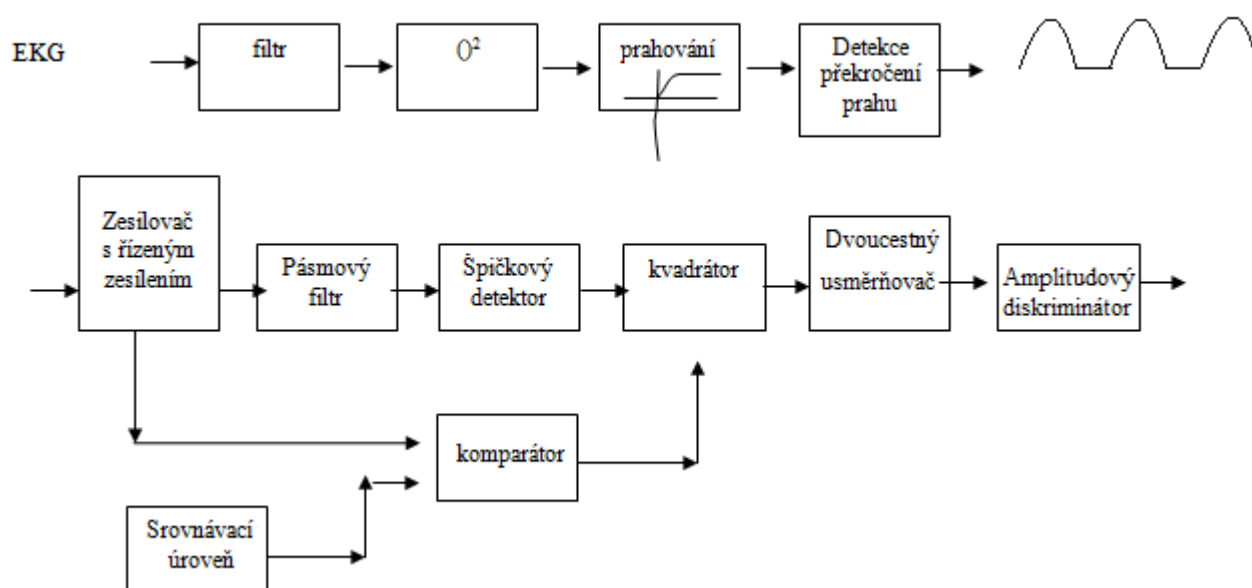 EKG
filtr
()²
prahování
Detekce
překročení
prahu
Zesilovač
s řízeným
zesílením
Pásmový
filtr
Špičkový
detektor
kvadrátor
Dvoucestný
usměrňovač
Amplitudový
diskriminátor
komparátor
Srovnávací
úroveň